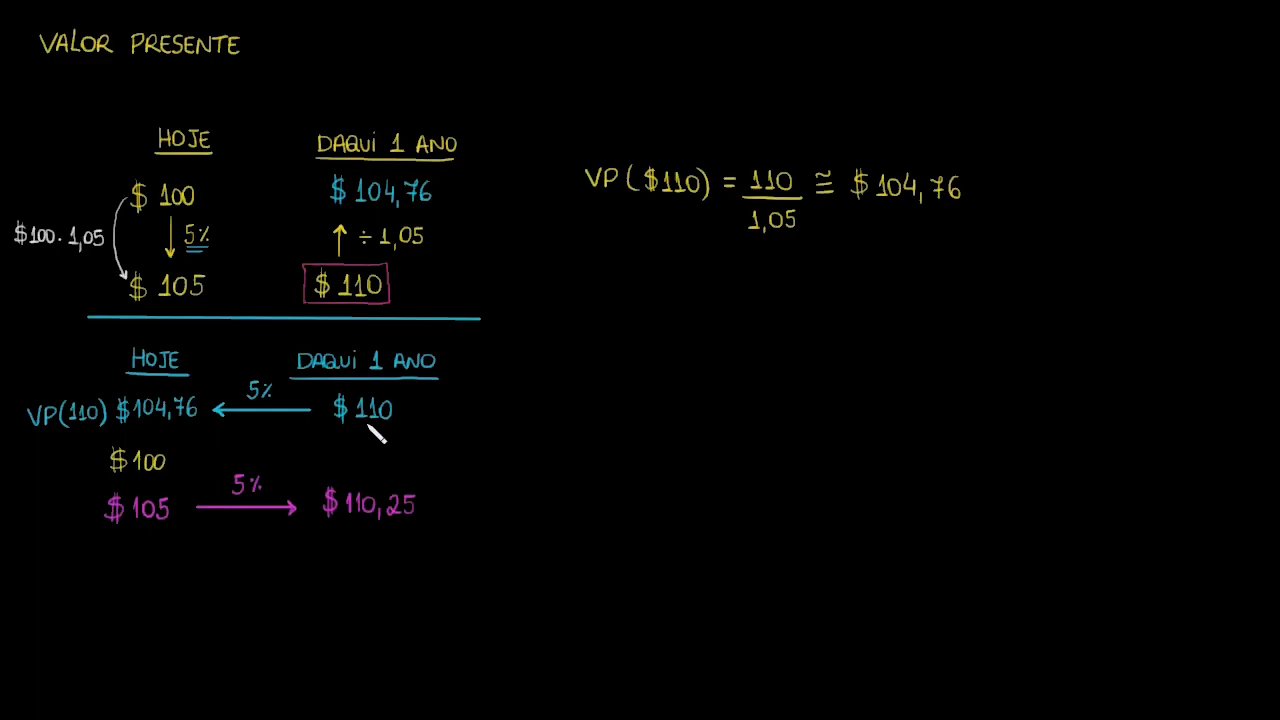 VALOR PRESENTE
HOJE DAQUI 1 ANO
$ 100 $ 104,76
$100 . 1,05 5% ÷ 1,05
$ 105 $ 110
VP ($110) = 110 / 1,05 ≅ $ 104,76
HOJE DAQUI 1 ANO
VP(110) $104,76 5% $ 110
$100
$ 105 5% $ 110,25